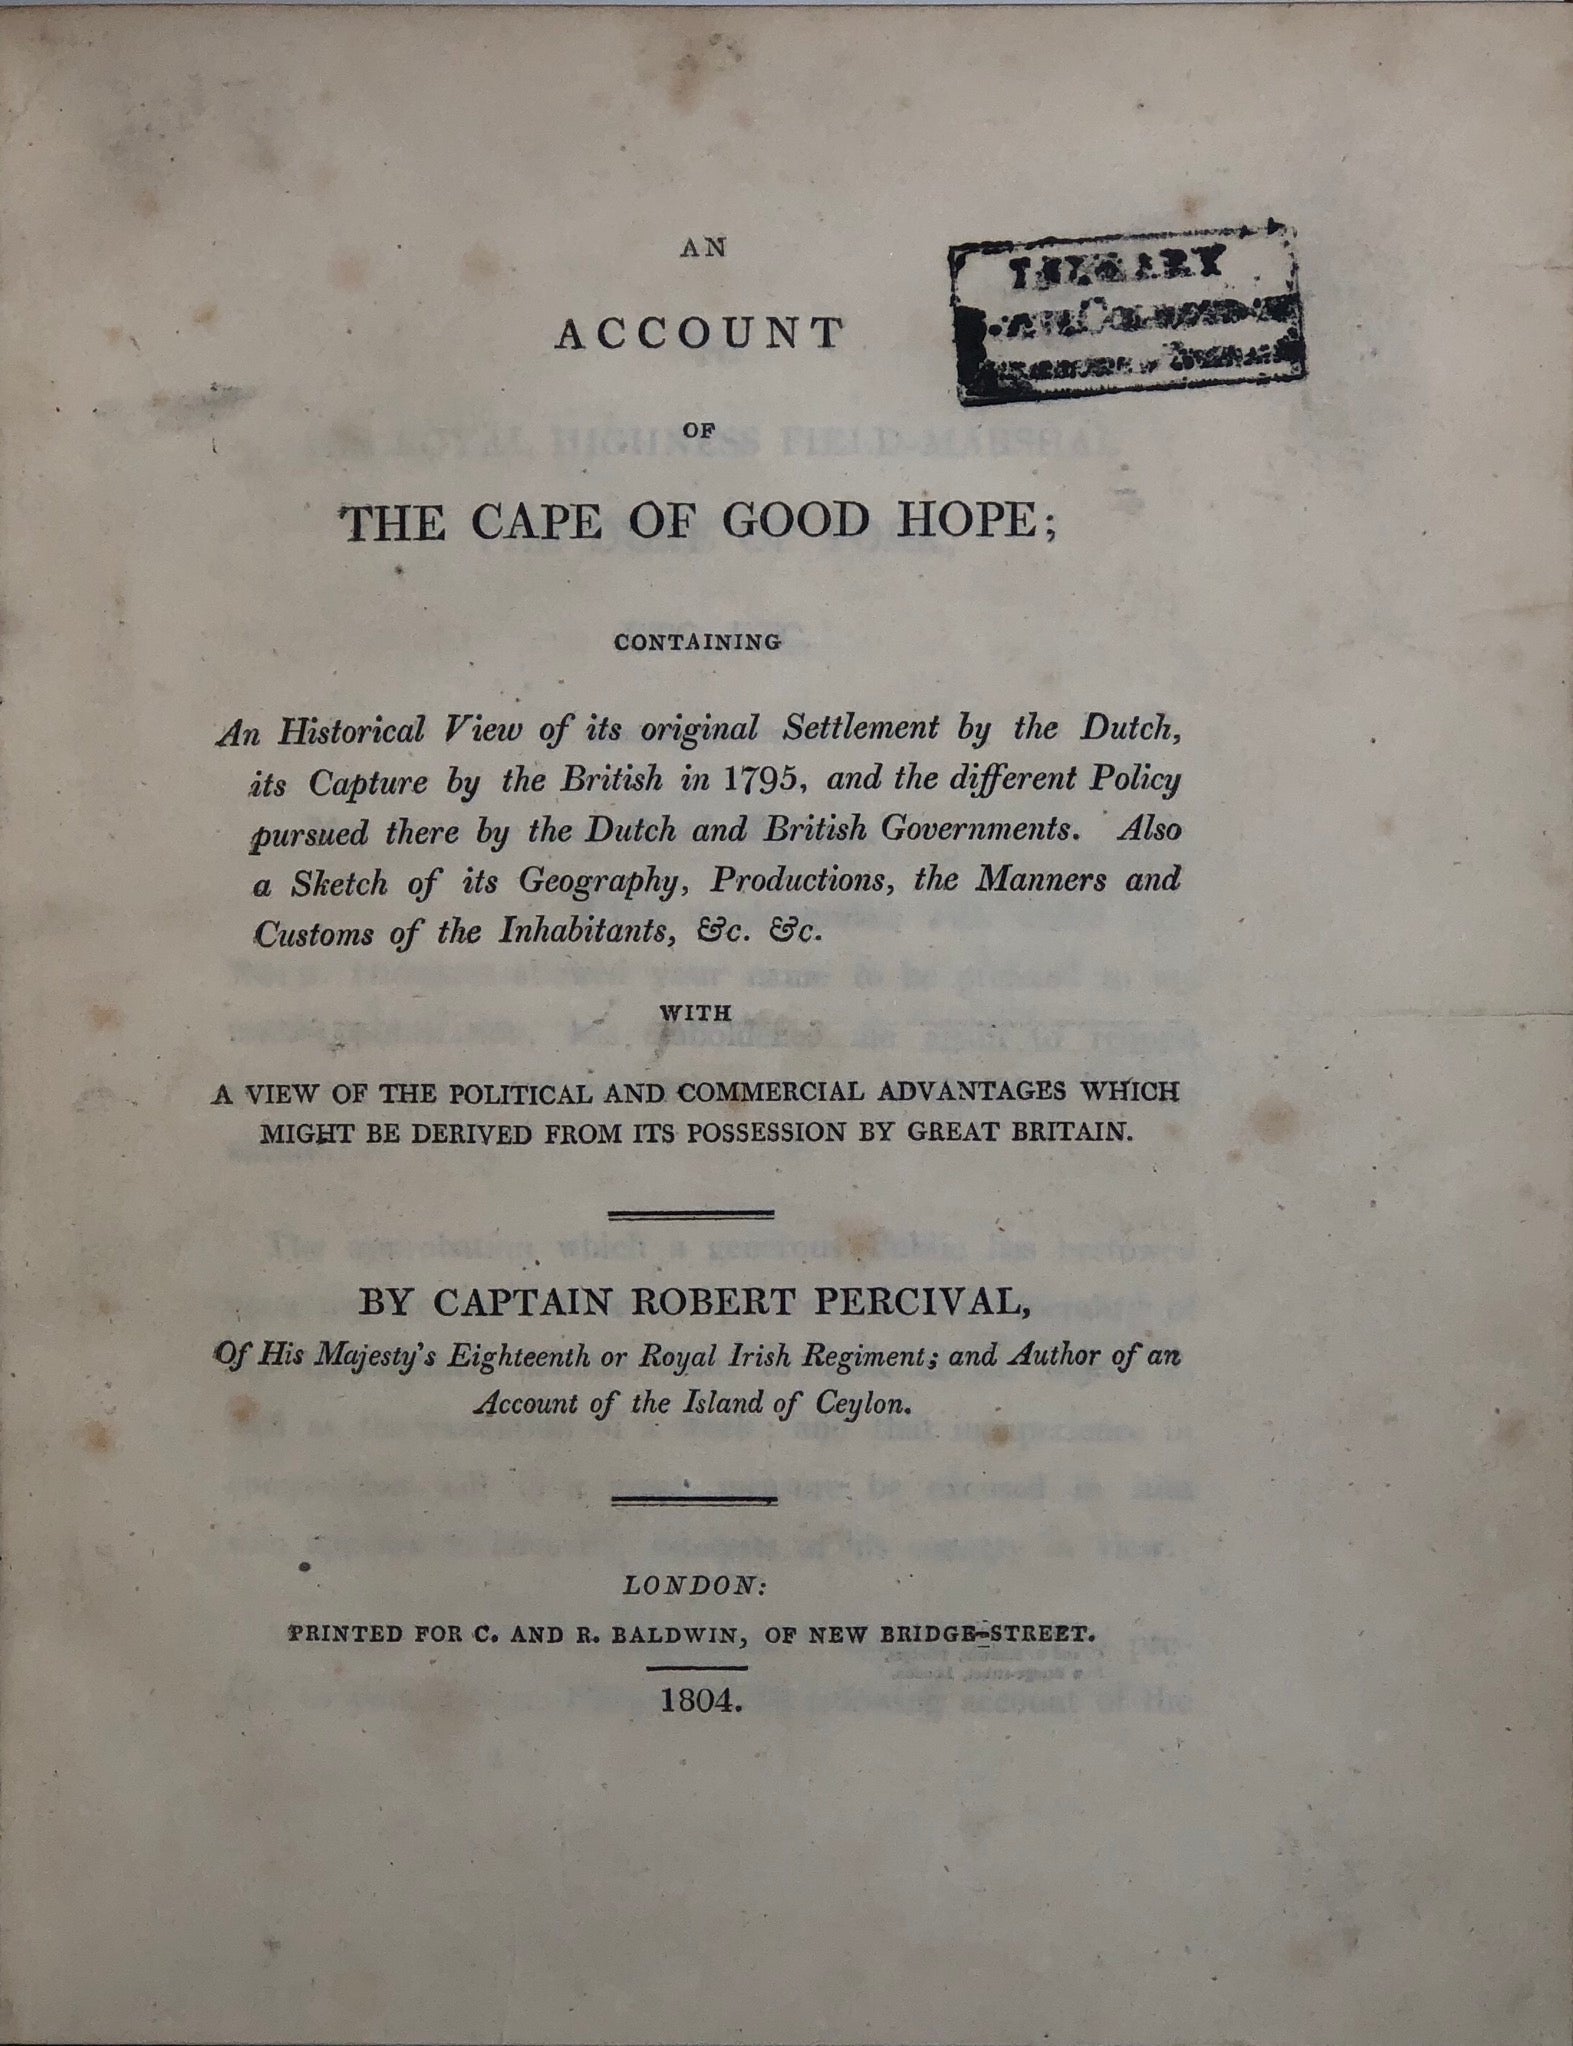 AN
ACCOUNT
OF
THE CAPE OF GOOD HOPE;
CONTAINING
An Historical View of its original Settlement by the Dutch,
its Capture by the British in 1795, and the different Policy
pursued there by the Dutch and British Governments. Also
a Sketch of its Geography, Productions, the Manners and
Customs of the Inhabitants, &c. &c.
WITH
A VIEW OF THE POLITICAL AND COMMERCIAL ADVANTAGES WHICH
MIGHT BE DERIVED FROM ITS POSSESSION BY GREAT BRITAIN.
BY CAPTAIN ROBERT PERCIVAL,
Of His Majesty's Eighteenth or Royal Irish Regiment; and Author of an
Account of the Island of Ceylon.
LONDON:
PRINTED FOR C. AND R. BALDWIN, OF NEW BRIDGE-STREET.
1804.
LIBRARY